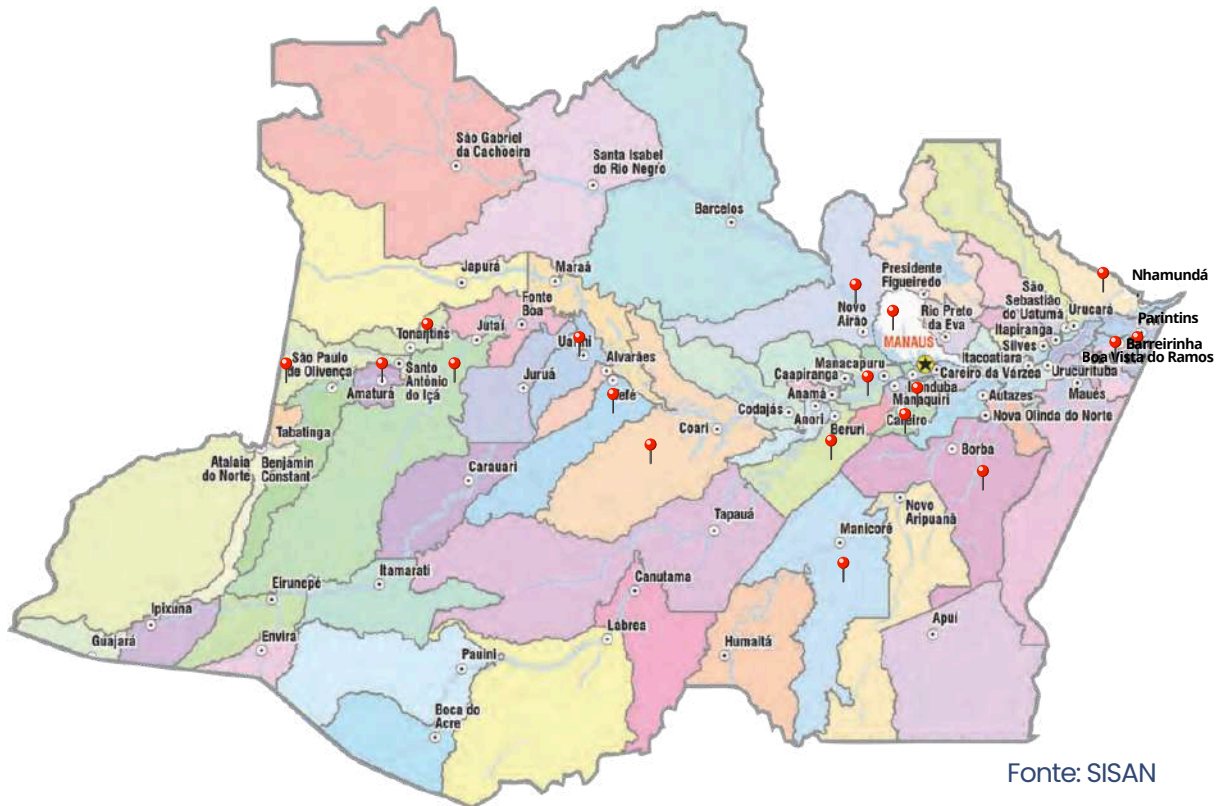 São Gabriel
da Cachoeira
Santa Isabel
do Rio Negro
Barcelos
Japurá
Maraã
Fonte
Boa
Presidente
Figueiredo
Nhamundá
Novo
Airão
Rio Preto
da Eva
São
Sebastião
do Uatumã
Urucará
Parintins
Tonantins
Jutaí
MANAUS
Itapiranga
Silves
Barreirinha
Boa Vista do Ramos
São Paulo
de Olivença
Santo
Antônio
do Içá
Alvarães
Manacapuru
Caapiranga
Itacoatiara
Careiro da Várzea
Urucurituba
Amaturá
Juruá
Anamã
Manaquiri
Autazes
Maués
Codajás
Anori
Nova Olinda do Norte
Tabatinga
Coari
Beruri
Borba
Atalaia
do Norte
Benjamin
Constant
Carauari
Tapauá
Novo
Aripuanã
Manicoré
Itamarati
Eirunepé
Canutama
Ipixuna
Guajará
Envira
Lábrea
Humaitá
Apuí
Pauini
Boca do
Acre
Fonte: SISAN